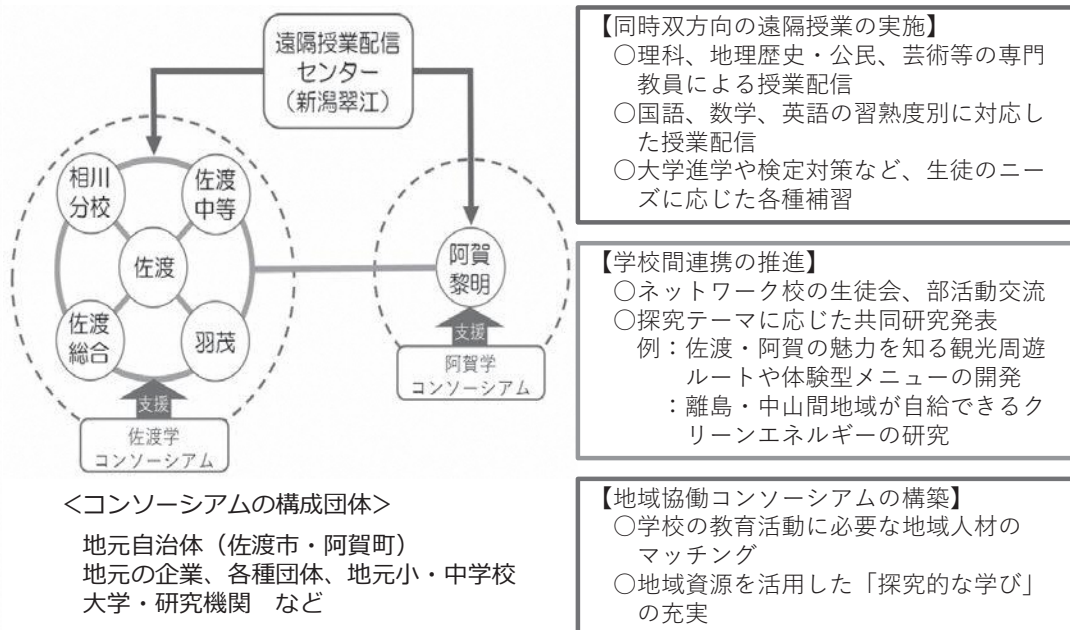 遠隔授業配信
センター
（新潟翠江）
相川
分校
佐渡
中等
佐渡
佐渡
総合
羽茂
阿賀
黎明
支援
佐渡学
コンソーシアム
支援
阿賀学
コンソーシアム
＜コンソーシアムの構成団体＞
地元自治体（佐渡市・阿賀町）
地元の企業、各種団体、地元小・中学校
大学・研究機関　など
【同時双方向の遠隔授業の実施】
○理科、地理歴史・公民、芸術等の専門
教員による授業配信
○国語、数学、英語の習熟度別に対応し
た授業配信
○大学進学や検定対策など、生徒のニー
ズに応じた各種補習
【学校間連携の推進】
○ネットワーク校の生徒会、部活動交流
○探究テーマに応じた共同研究発表
例：佐渡・阿賀の魅力を知る観光周遊
ルートや体験型メニューの開発
：離島・中山間地域が自給できるク
リーンエネルギーの研究
【地域協働コンソーシアムの構築】
○学校の教育活動に必要な地域人材の
マッチング
○地域資源を活用した「探究的な学び」
の充実